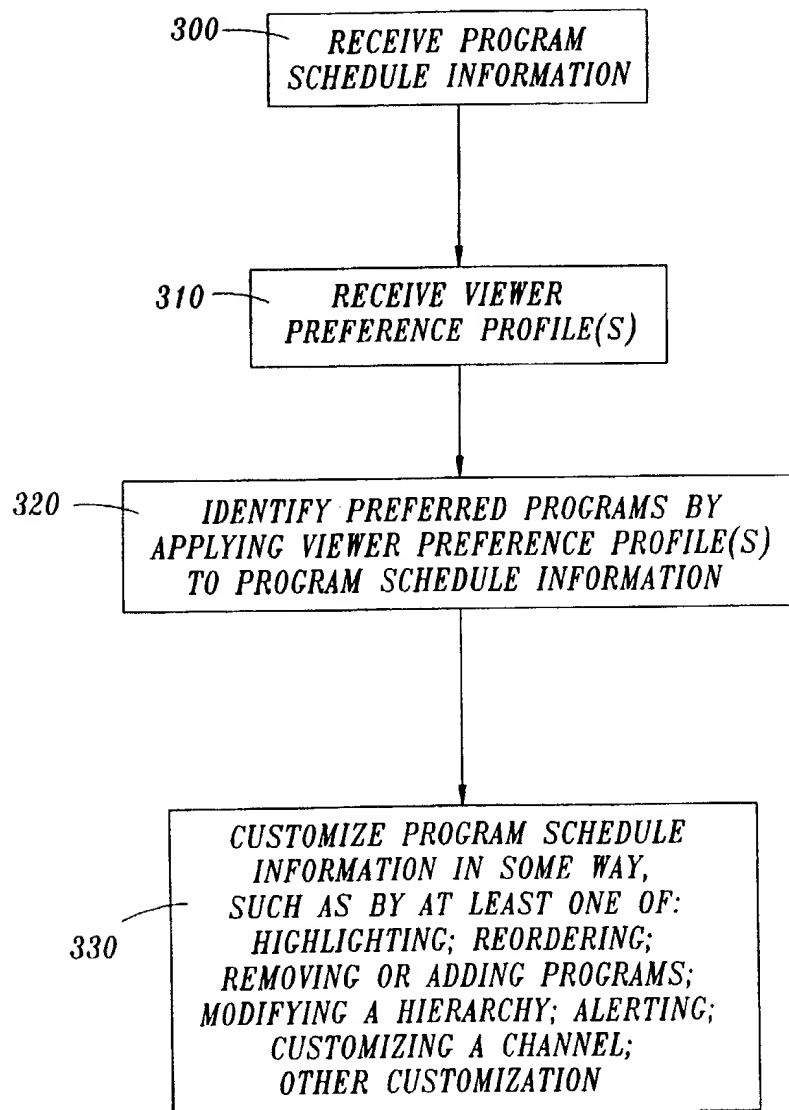 300
RECEIVE PROGRAM
SCHEDULE INFORMATION
310
RECEIVE VIEWER
PREFERENCE PROFILE(S)
320
IDENTIFY PREFERRED PROGRAMS BY
APPLYING VIEWER PREFERENCE PROFILE(S)
TO PROGRAM SCHEDULE INFORMATION
330
CUSTOMIZE PROGRAM SCHEDULE
INFORMATION IN SOME WAY,
SUCH AS BY AT LEAST ONE OF:
HIGHLIGHTING; REORDERING;
REMOVING OR ADDING PROGRAMS;
MODIFYING A HIERARCHY; ALERTING;
CUSTOMIZING A CHANNEL;
OTHER CUSTOMIZATION